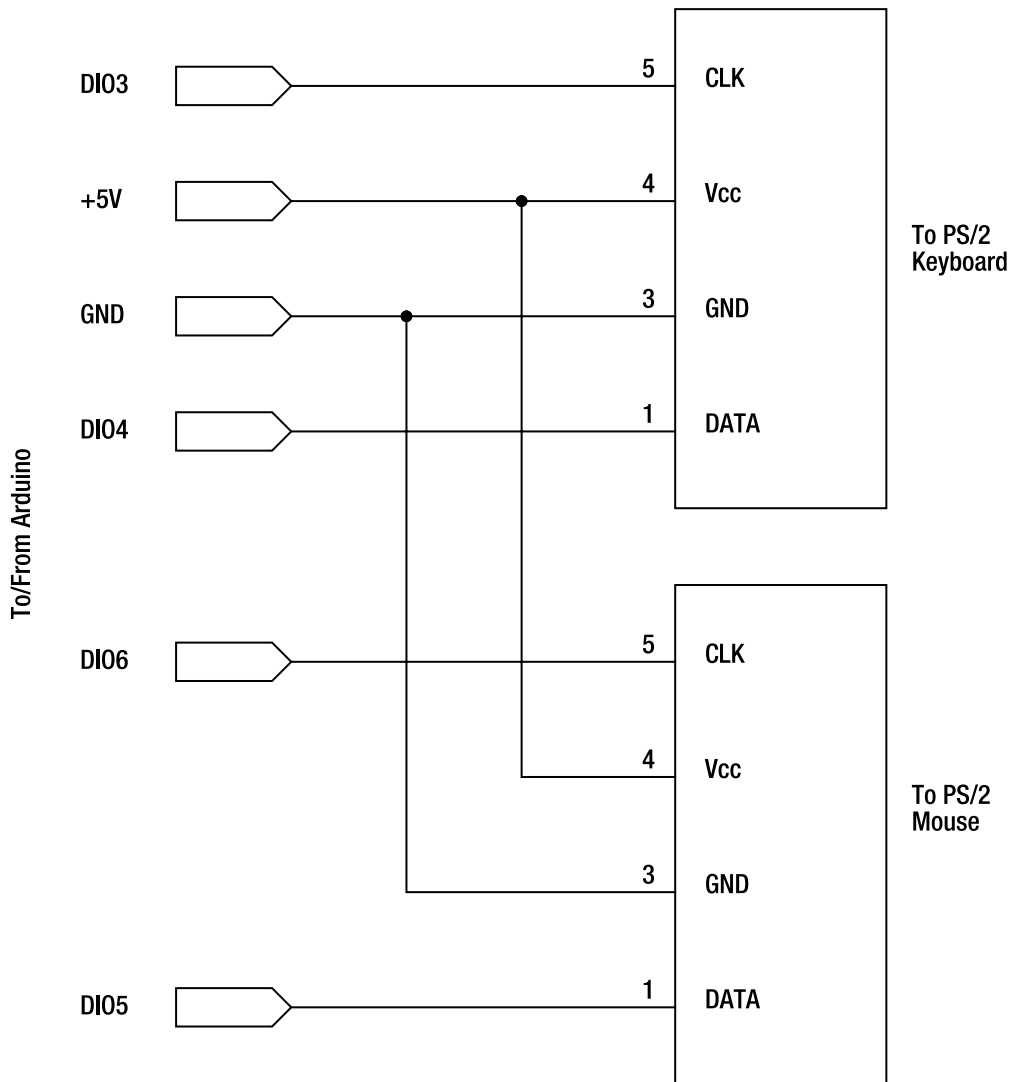 DIO3
5
CLK
+5V
4
Vcc
To PS/2
Keyboard
GND
3
GND
DIO4
1
DATA
To/From Arduino
DIO6
5
CLK
4
Vcc
To PS/2
Mouse
3
GND
DIO5
1
DATA